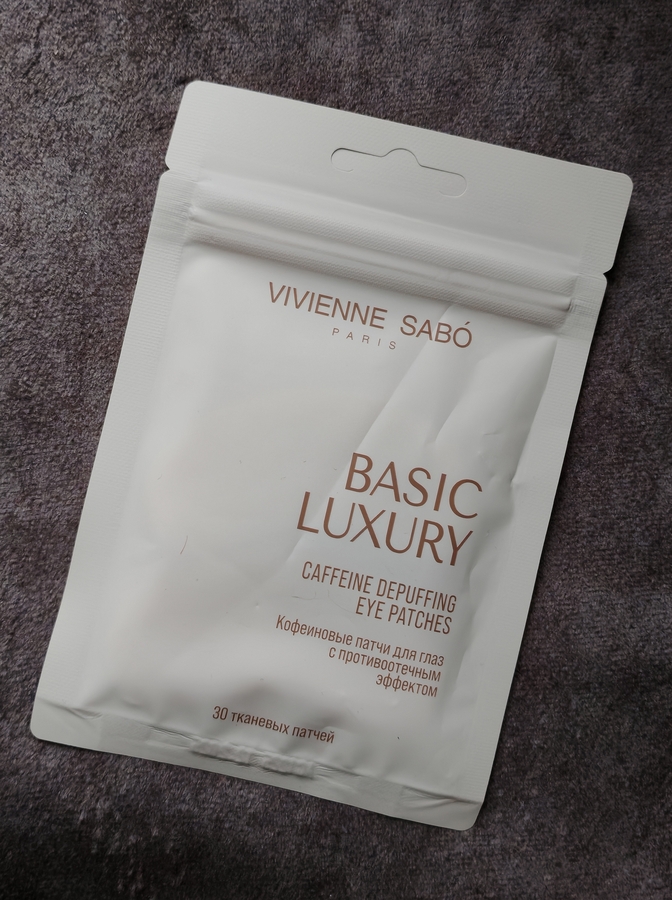 VIVIENNE SABÓ
PARIS
BASIC
LUXURY
CAFFEINE DEPUFFING
EYE PATCHES
Кофеиновые патчи для глаз
с противоотечным
эффектом
30 тканевых патчей